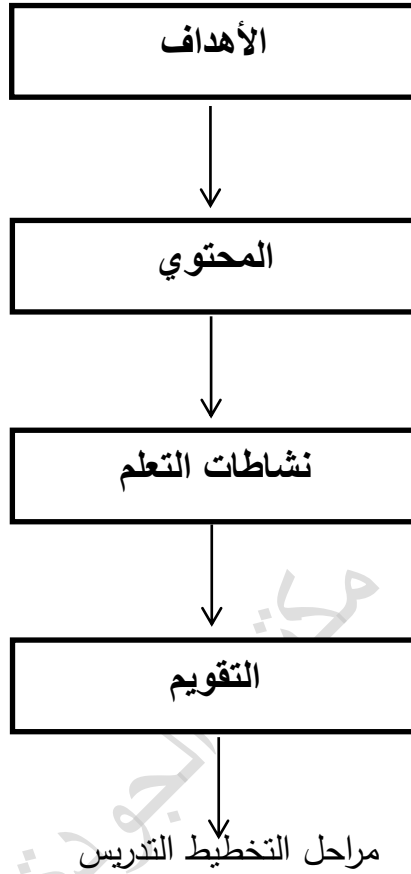 الأهداف
المحتوي
نشاطات التعلم
التقويم
مراحل التخطيط التدريس